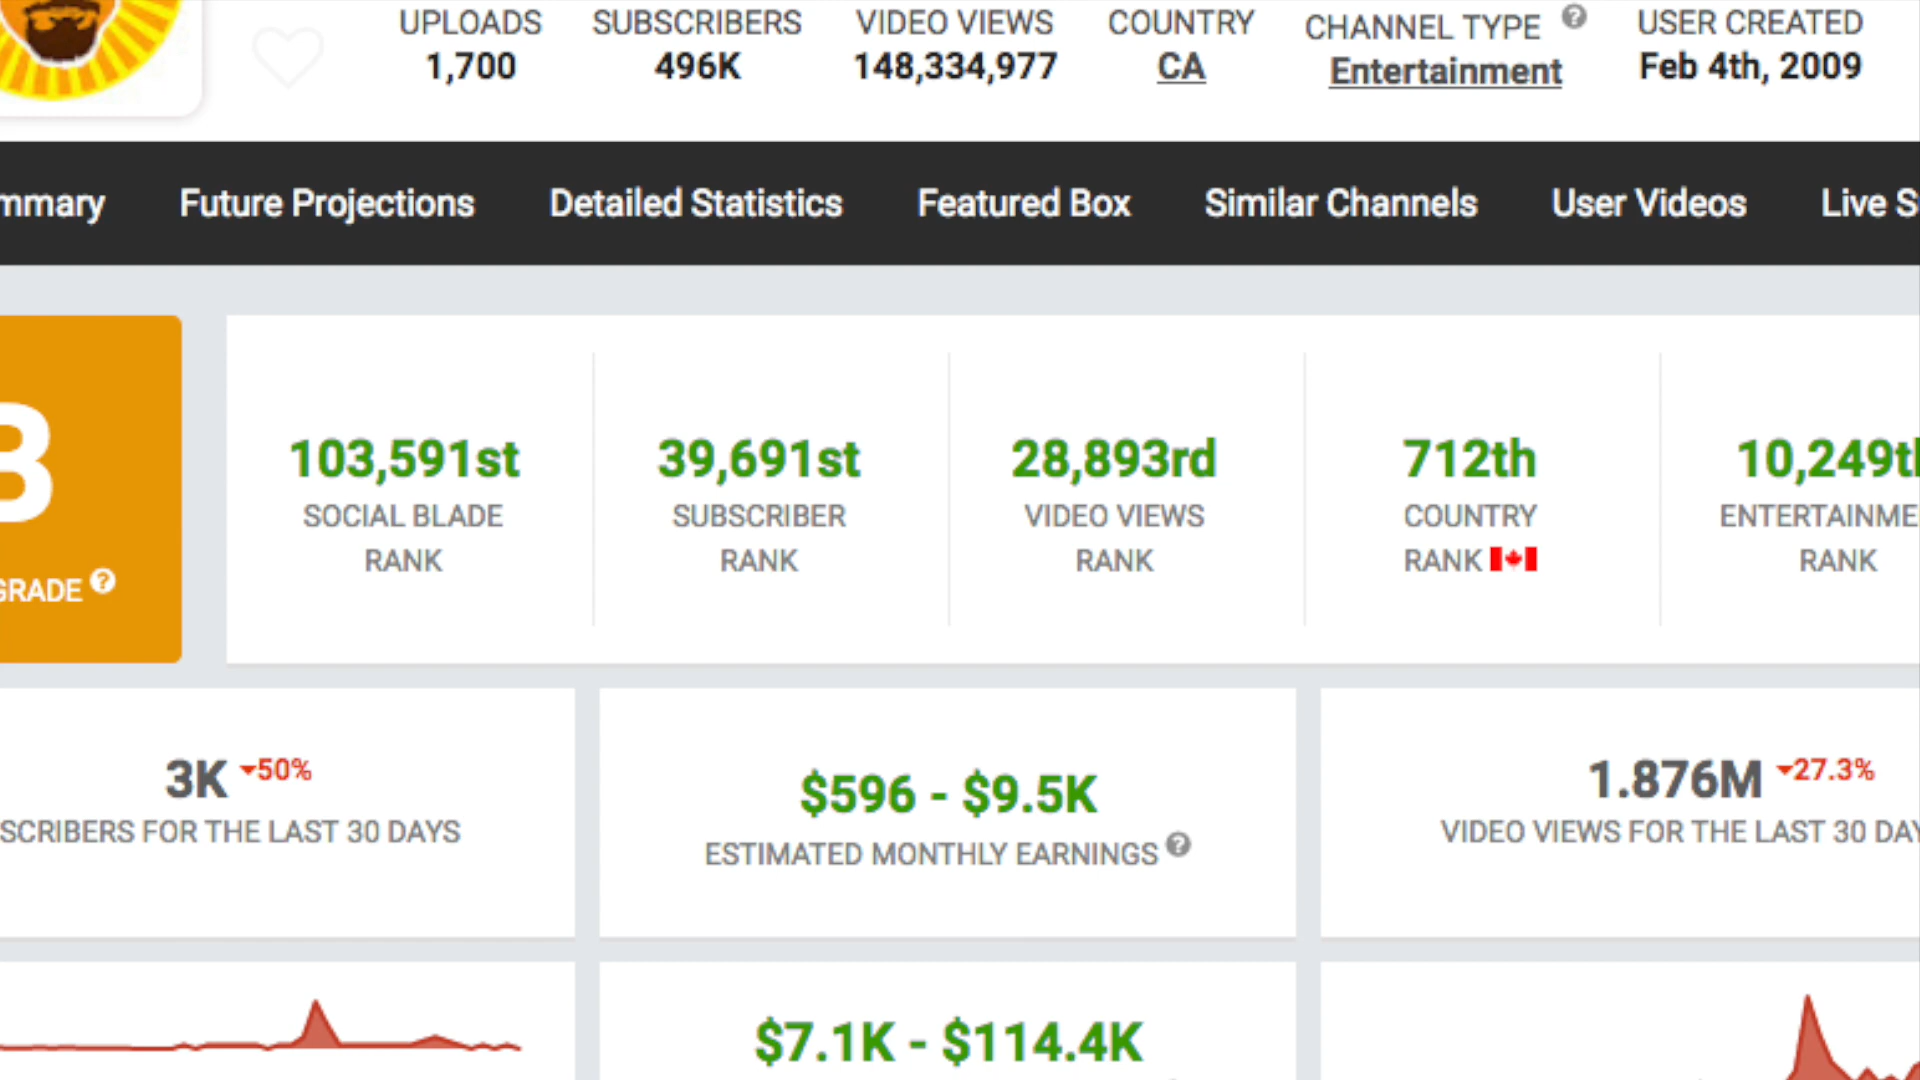 UPLOADS SUBSCRIBERS VIDEO VIEWS COUNTRY CHANNEL TYPE ? USER CREATED
1,700 496K 148,334,977 CA Entertainment Feb 4th, 2009
mmary Future Projections Detailed Statistics Featured Box Similar Channels User Videos Live S
B
GRADE ?
103,591st 39,691st 28,893rd 712th 10,249th
SOCIAL BLADE SUBSCRIBER VIDEO VIEWS COUNTRY ENTERTAINME
RANK RANK RANK RANK RANK
3K 50% $596 - $9.5K 1.876M 27.3%
SCRIBERS FOR THE LAST 30 DAYS ESTIMATED MONTHLY EARNINGS ? VIDEO VIEWS FOR THE LAST 30 DAY
$7.1K - $114.4K